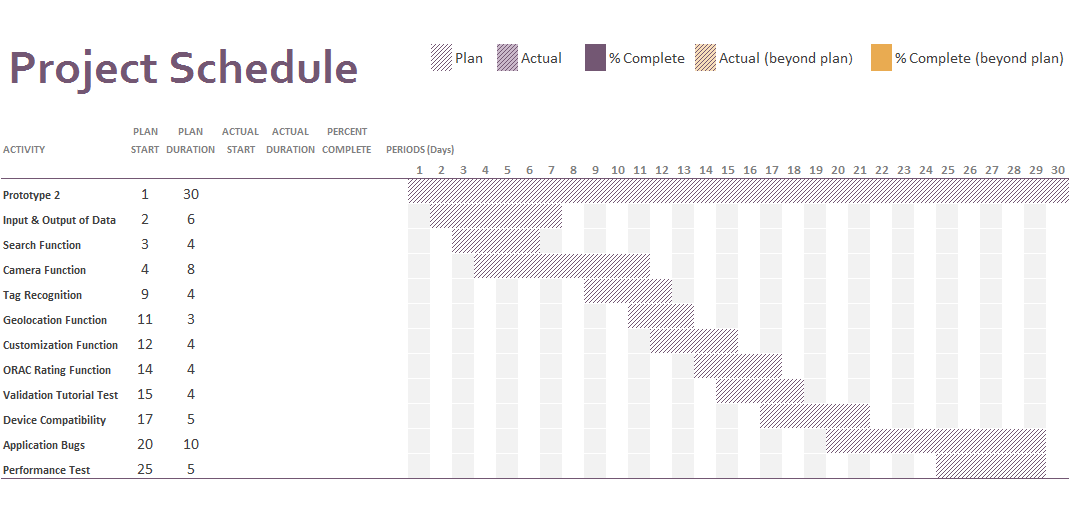 Project Schedule
Plan Actual % Complete Actual (beyond plan) % Complete (beyond plan)
PLAN PLAN ACTUAL ACTUAL PERCENT
ACTIVITY START DURATION START DURATION COMPLETE PERIODS (Days)
1 2 3 4 5 6 7 8 9 10 11 12 13 14 15 16 17 18 19 20 21 22 23 24 25 26 27 28 29 30
Prototype 2 1 30
Input & Output of Data 2 6
Search Function 3 4
Camera Function 4 8
Tag Recognition 9 4
Geolocation Function 11 3
Customization Function 12 4
ORAC Rating Function 14 4
Validation Tutorial Test 15 4
Device Compatibility 17 5
Application Bugs 20 10
Performance Test 25 5